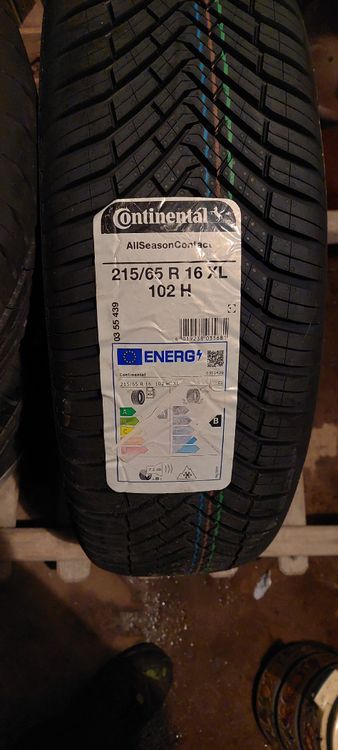 Continental
AllSeasonContact
215/65 R 16 XL
102 H
03 55 439
ENERG
Continental
215/65 R 16 102 H XL
A
B